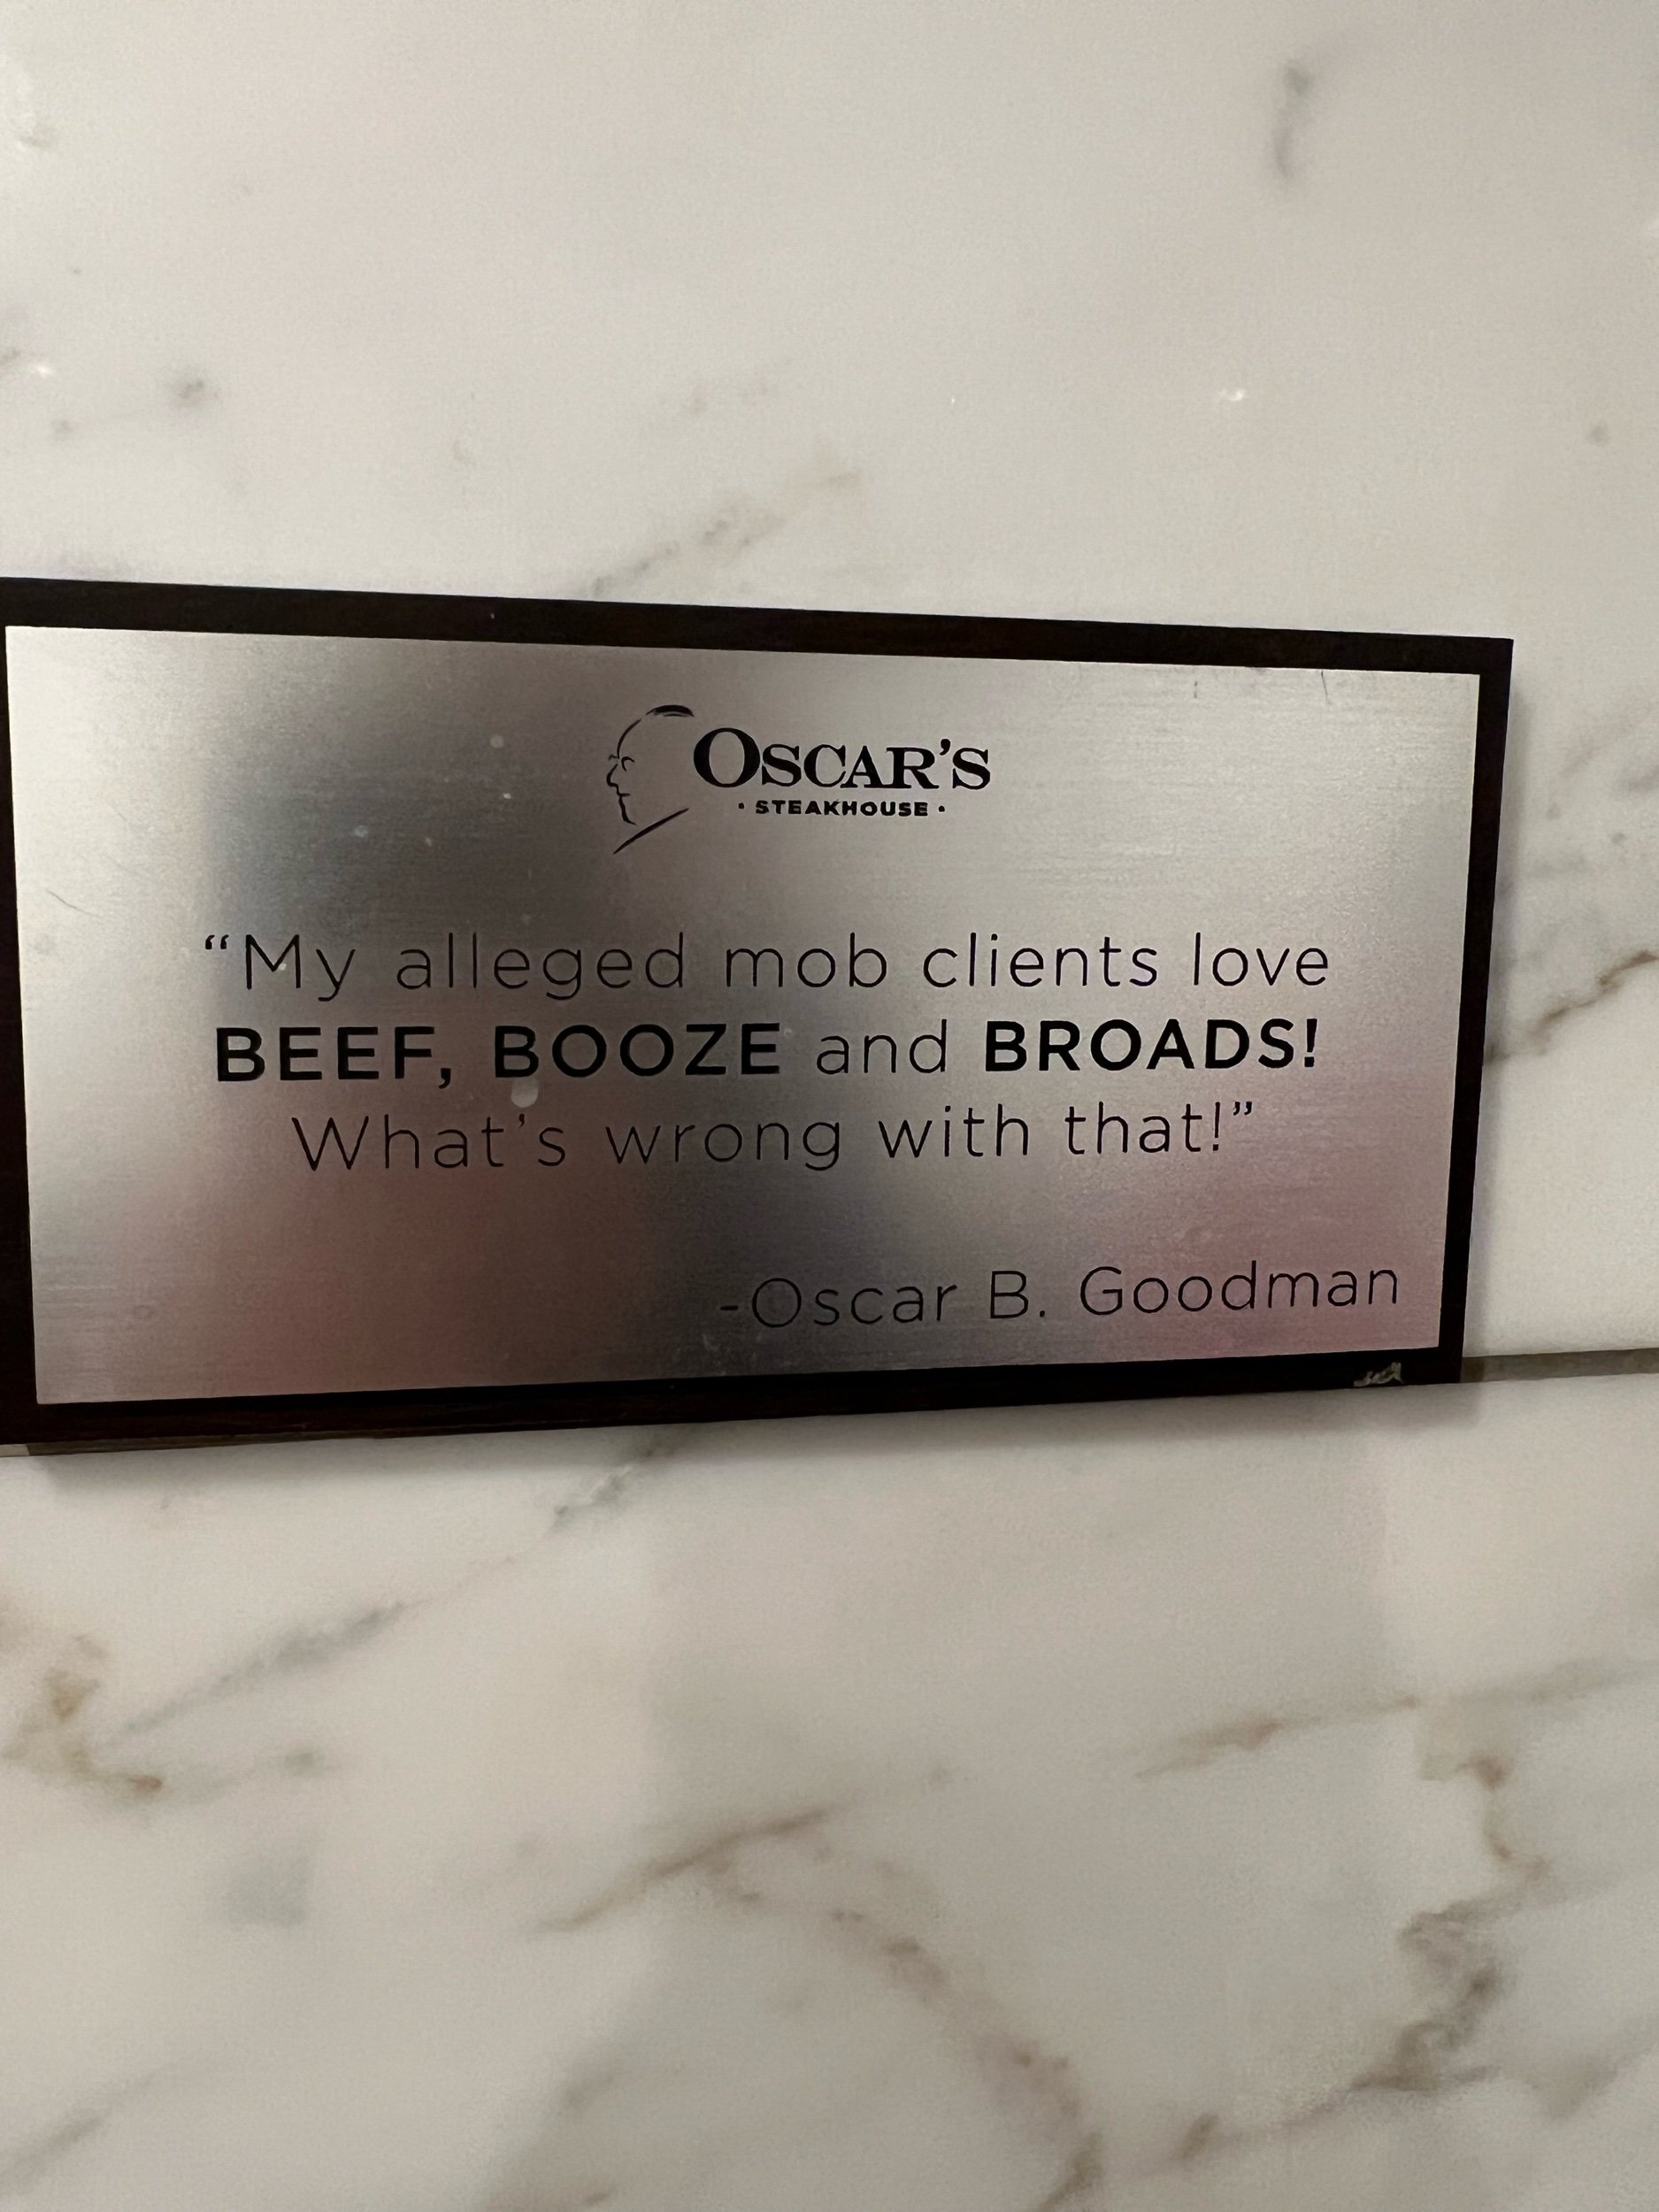 OSCAR'S
· STEAKHOUSE ·
“My alleged mob clients love
BEEF, BOOZE and BROADS!
What's wrong with that!”
-Oscar B. Goodman